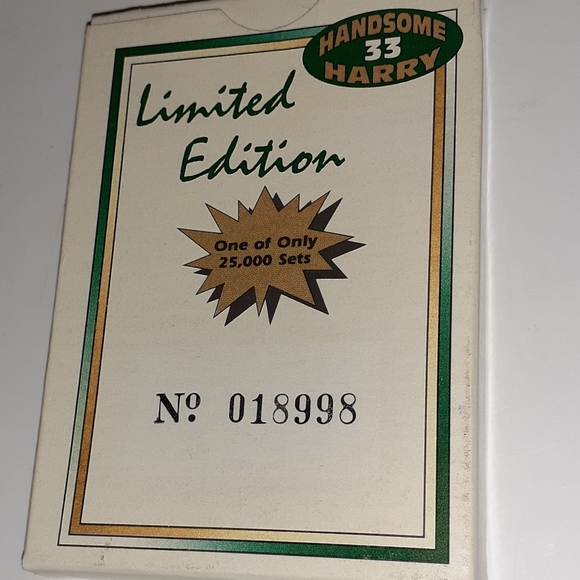 HANDSOME
33
HARRY
Limited
Edition
One of Only
25,000 Sets
Nº 018998